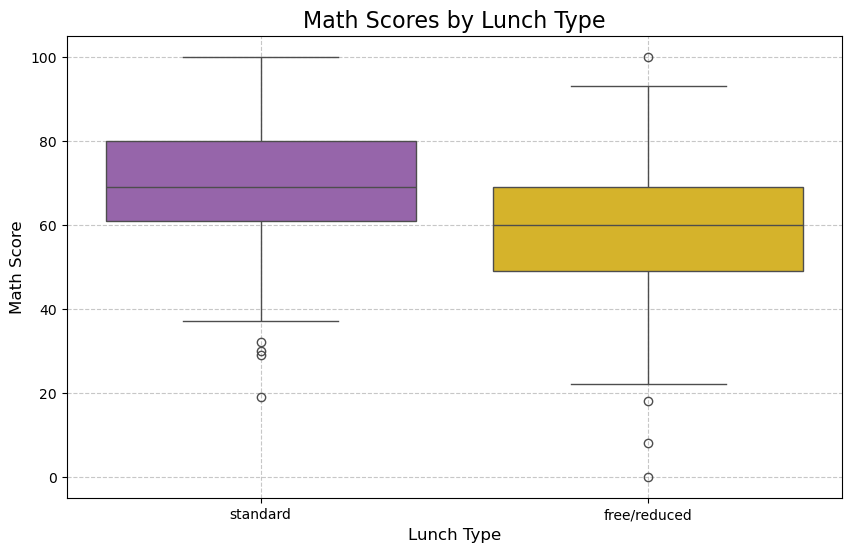 Math Scores by Lunch Type
Math Score
100
80
60
40
20
0
standard
free/reduced
Lunch Type